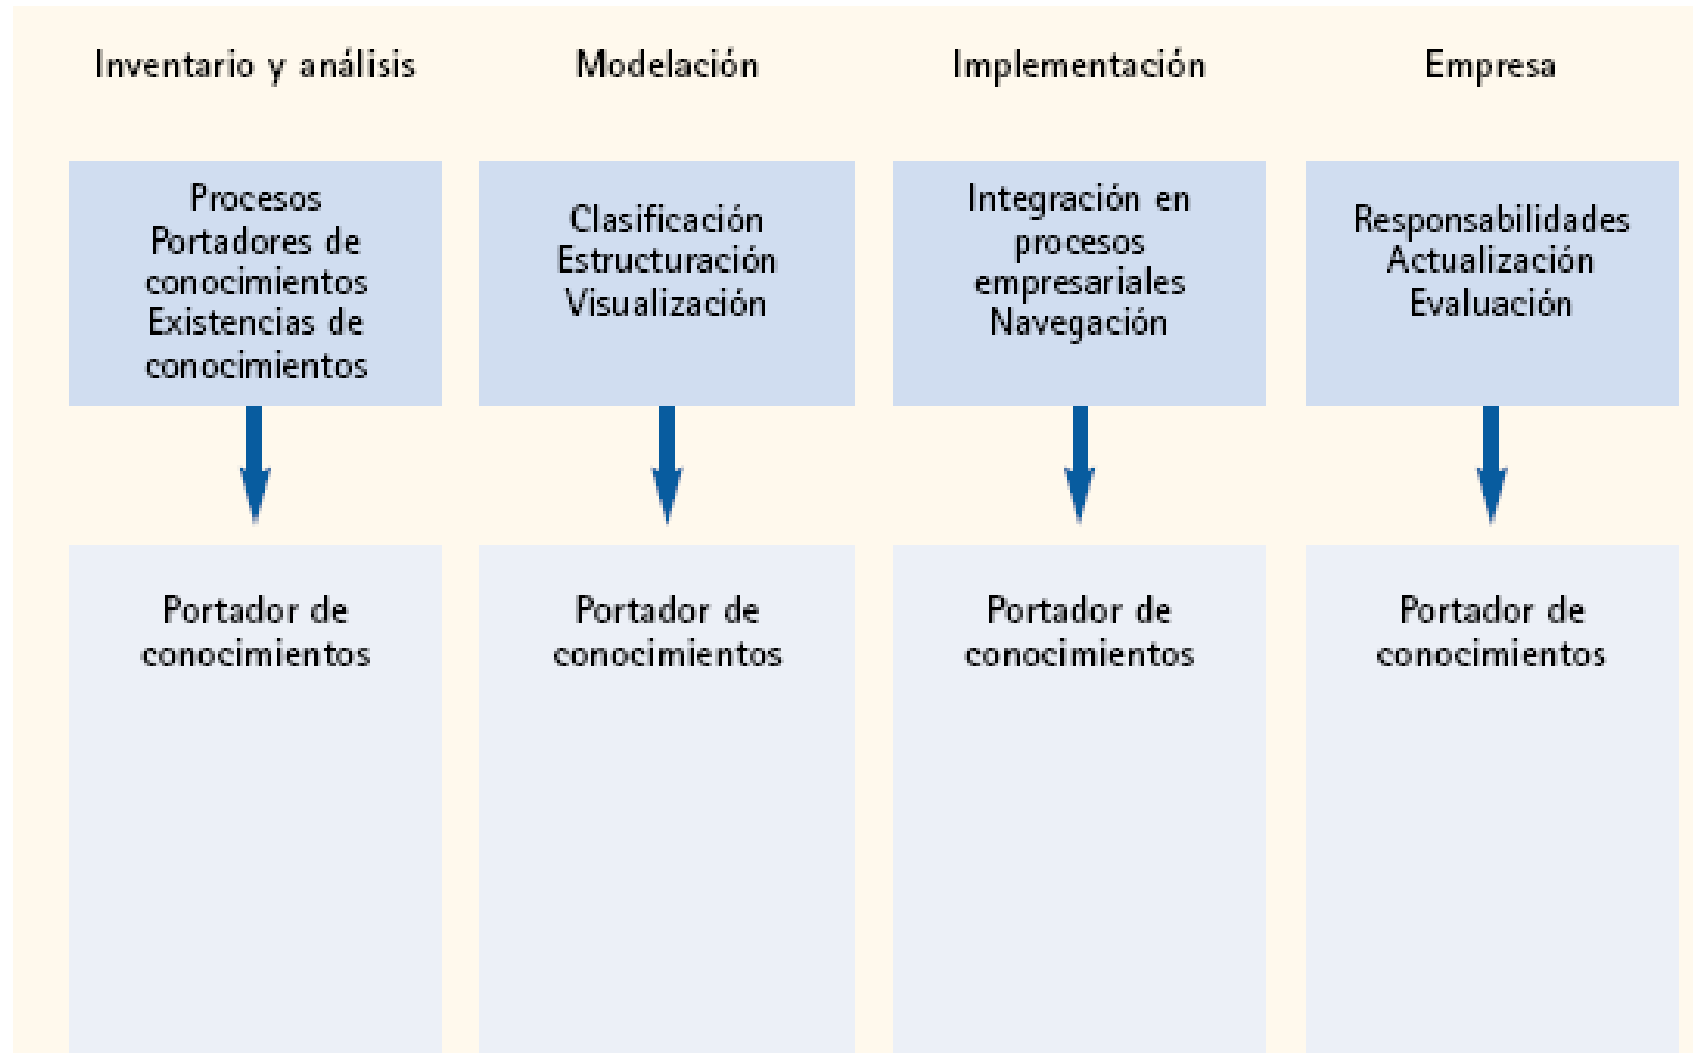 Inventario y análisis
Modelación
Implementación
Empresa
Procesos
Portadores de
conocimientos
Existencias de
conocimientos
Clasificación
Estructuración
Visualización
Integración en
procesos
empresariales
Navegación
Responsabilidades
Actualización
Evaluación
Portador de
conocimientos
Portador de
conocimientos
Portador de
conocimientos
Portador de
conocimientos